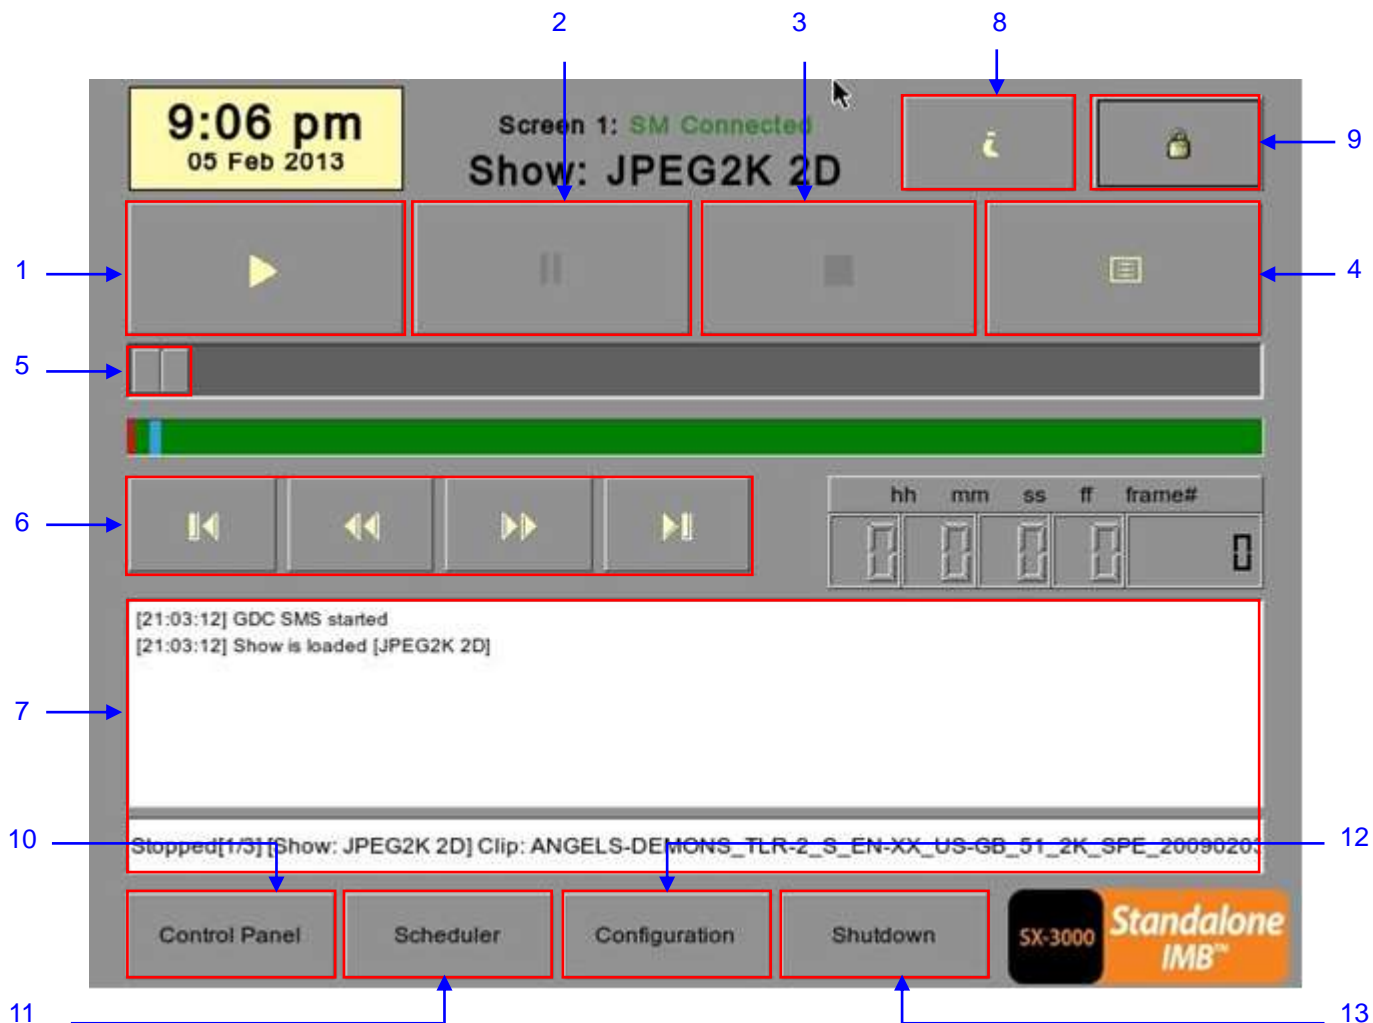 2
3
8
9:06 pm
05 Feb 2013
Screen 1: SM Connected
Show: JPEG2K 2D
9
1
4
5
6
hh mm ss ff frame#
0 0 0 0 0
[21:03:12] GDC SMS started
[21:03:12] Show is loaded [JPEG2K 2D]
7
10
12
Stopped[1/3] [Show: JPEG2K 2D] Clip: ANGELS-DEMONS_TLR-2_S_EN-XX_US-GB_51_2K_SPE_20090203
Control Panel
Scheduler
Configuration
Shutdown
SX-3000
Standalone
IMB™
11
13